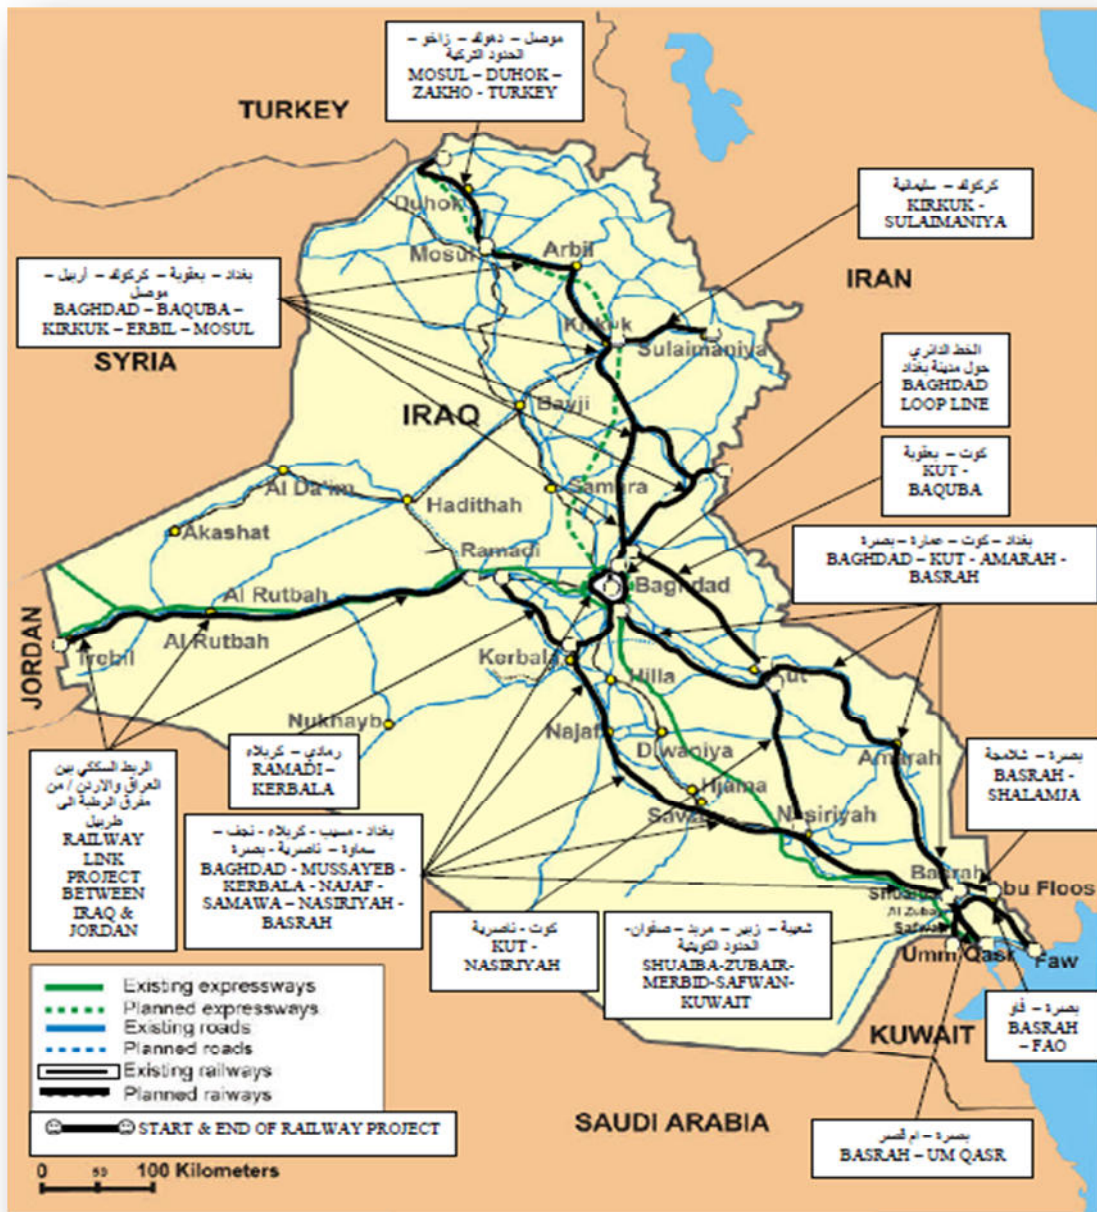 موصل – دهوك – زاخو –
الحدود التركية
MOSUL – DUHOK –
ZAKHO - TURKEY
TURKEY
كركوك – سليمانية
KIRKUK -
SULAIMANIYA
Duhok
Mosul
Arbil
IRAN
بغداد – بعقوبة – كركوك – أربيل –
موصل
BAGHDAD – BAQUBA –
KIRKUK – ERBIL – MOSUL
SYRIA
Kirkuk
Sulaimaniya
الخط الدائري
حول مدينة بغداد
BAGHDAD
LOOP LINE
IRAQ
Bayji
كوت – بعقوبة
KUT -
BAQUBA
Al Da'im
Hadithah
Samara
Akashat
Ramadi
بغداد – كوت – عمارة – بصرة
BAGHDAD – KUT - AMARAH -
BASRAH
Baghdad
Al Rutbah
Al Rutbah
JORDAN
Trebil
Kerbala
Hilla
Kut
Nukhayb
Najaf
Diwaniya
Amarah
رمادي – كربلاء
RAMADI –
KERBALA
بصرة – شلامجة
BASRAH -
SHALAMJA
الربط السككي بين
العراق والاردن / من
مفرق الرطبة الى
طريبيل
RAILWAY
LINK
PROJECT
BETWEEN
IRAQ &
JORDAN
Nasiriyah
بغداد - مسيب - كربلاء - نجف –
سماوة – ناصرية - بصرة
BAGHDAD - MUSSAYEB -
KERBALA - NAJAF -
SAMAWA – NASIRIYAH -
BASRAH
Basrah
bu Floos
Safwa
Umm Qasr
Faw
كوت - ناصرية
KUT -
NASIRIYAH
شعيبة – زبير – مربد – صفوان-
الحدود الكويتية
SHUAIBA-ZUBAIR-
MERBID-SAFWAN-
KUWAIT
KUWAIT
بصرة – فاو
BASRAH
– FAO
Existing expressways
Planned expressways
Existing roads
Planned roads
Existing railways
Planned raiways
START & END OF RAILWAY PROJECT
SAUDI ARABIA
بصرة – ام قصر
BASRAH – UM QASR
0 50 100 Kilometers